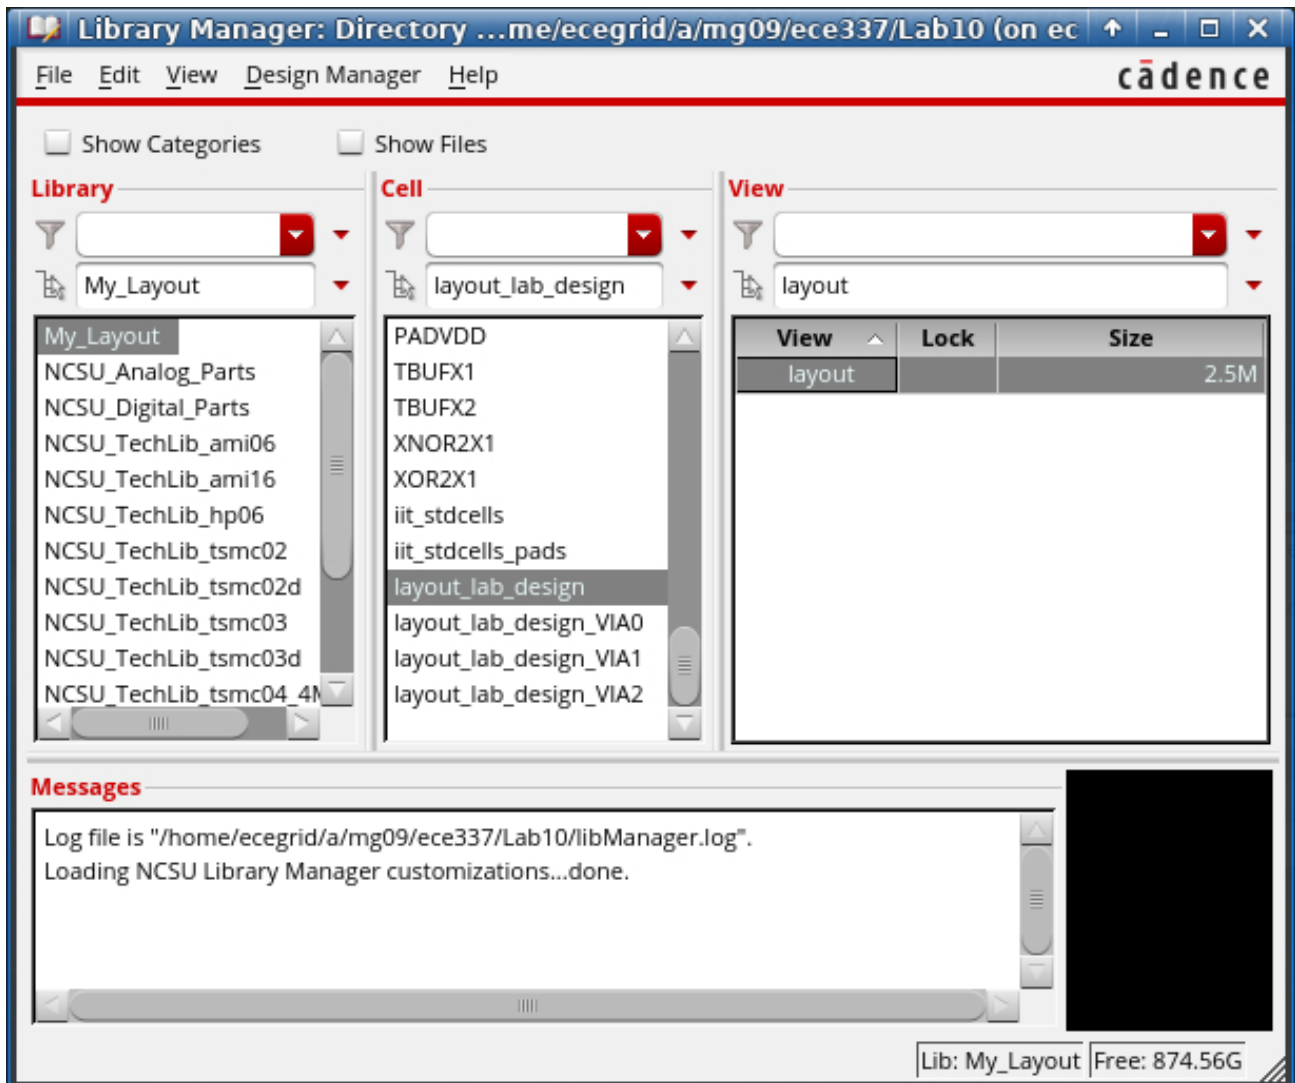 Library Manager: Directory ...me/ecegrid/a/mg09/ece337/Lab10 (on ec
File Edit View Design Manager Help
cādence
Show Categories Show Files
Library Cell View
My_Layout layout_lab_design layout
My_Layout
NCSU_Analog_Parts
NCSU_Digital_Parts
NCSU_TechLib_ami06
NCSU_TechLib_ami16
NCSU_TechLib_hp06
NCSU_TechLib_tsmc02
NCSU_TechLib_tsmc02d
NCSU_TechLib_tsmc03
NCSU_TechLib_tsmc03d
NCSU_TechLib_tsmc04_4M
PADVDD
TBUFX1
TBUFX2
XNOR2X1
XOR2X1
iit_stdcells
iit_stdcells_pads
layout_lab_design
layout_lab_design_VIA0
layout_lab_design_VIA1
layout_lab_design_VIA2
View Lock Size
layout 2.5M
Messages
Log file is "/home/ecegrid/a/mg09/ece337/Lab10/libManager.log".
Loading NCSU Library Manager customizations...done.
Lib: My_Layout Free: 874.56G